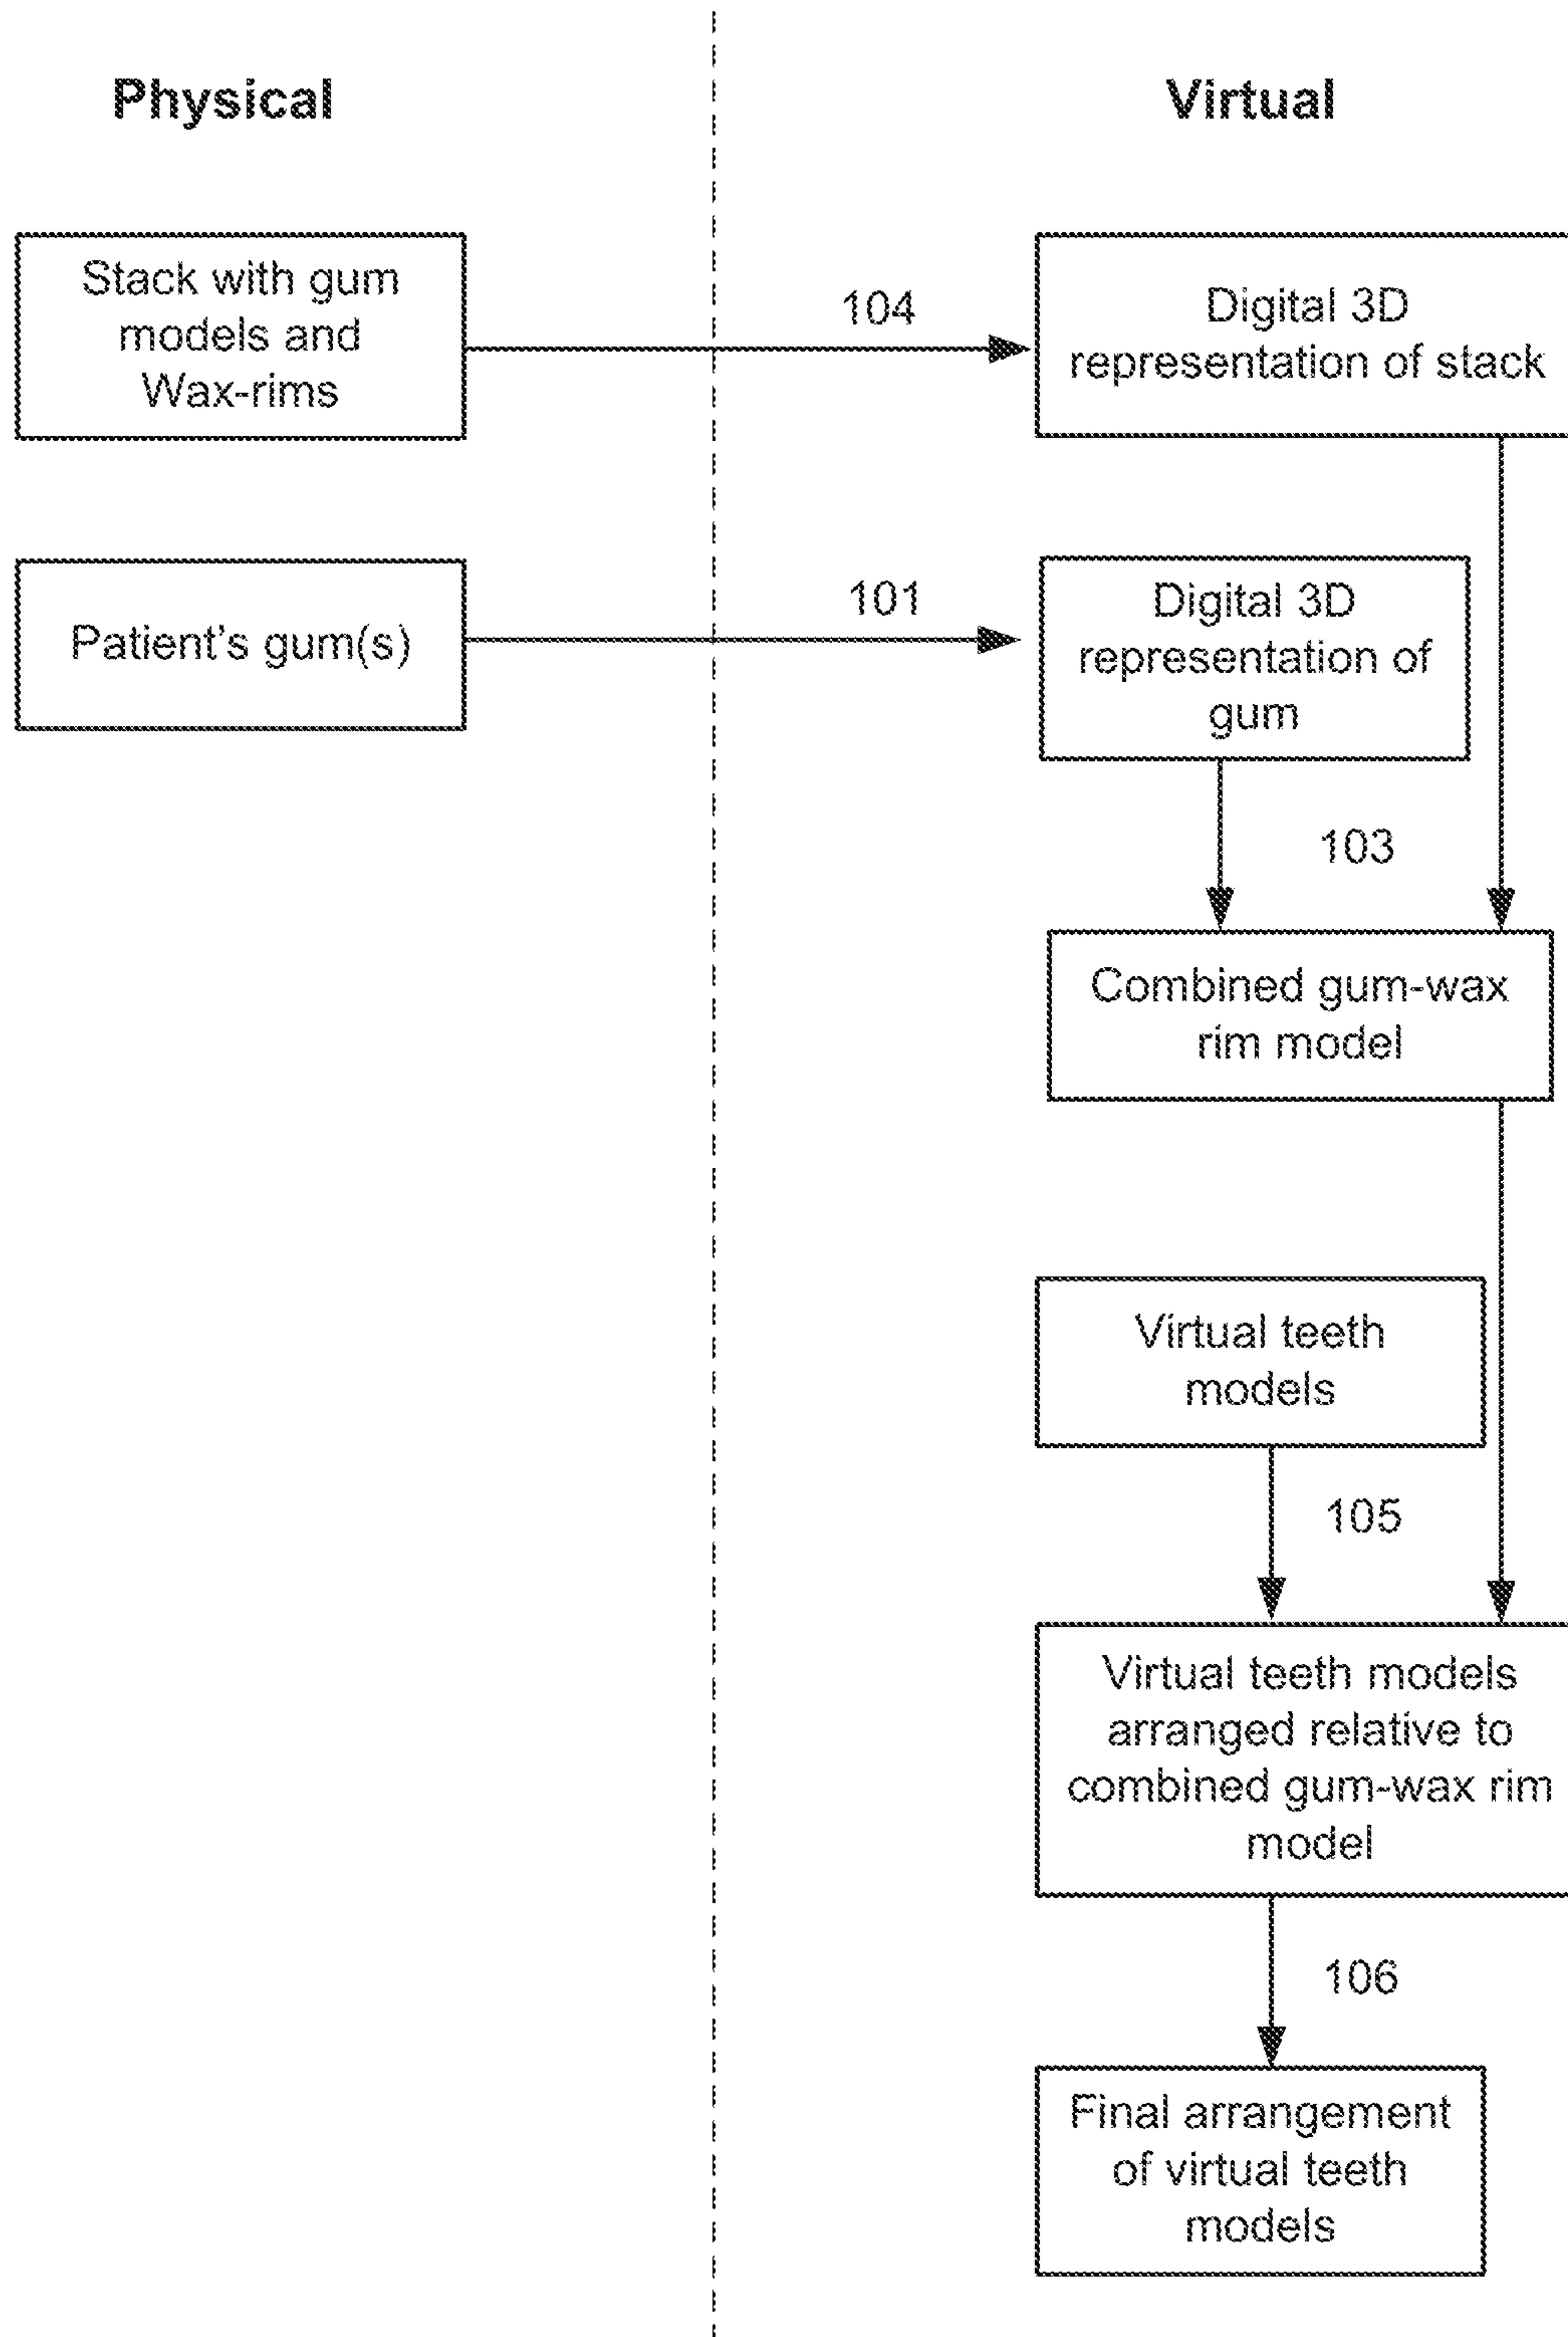 Physical
Virtual
Stack with gum
models and
Wax-rims
104
Digital 3D
representation of stack
Patient's gum(s)
101
Digital 3D
representation of
gum
103
Combined gum-wax
rim model
Virtual teeth
models
105
Virtual teeth models
arranged relative to
combined gum-wax rim
model
106
Final arrangement
of virtual teeth
models